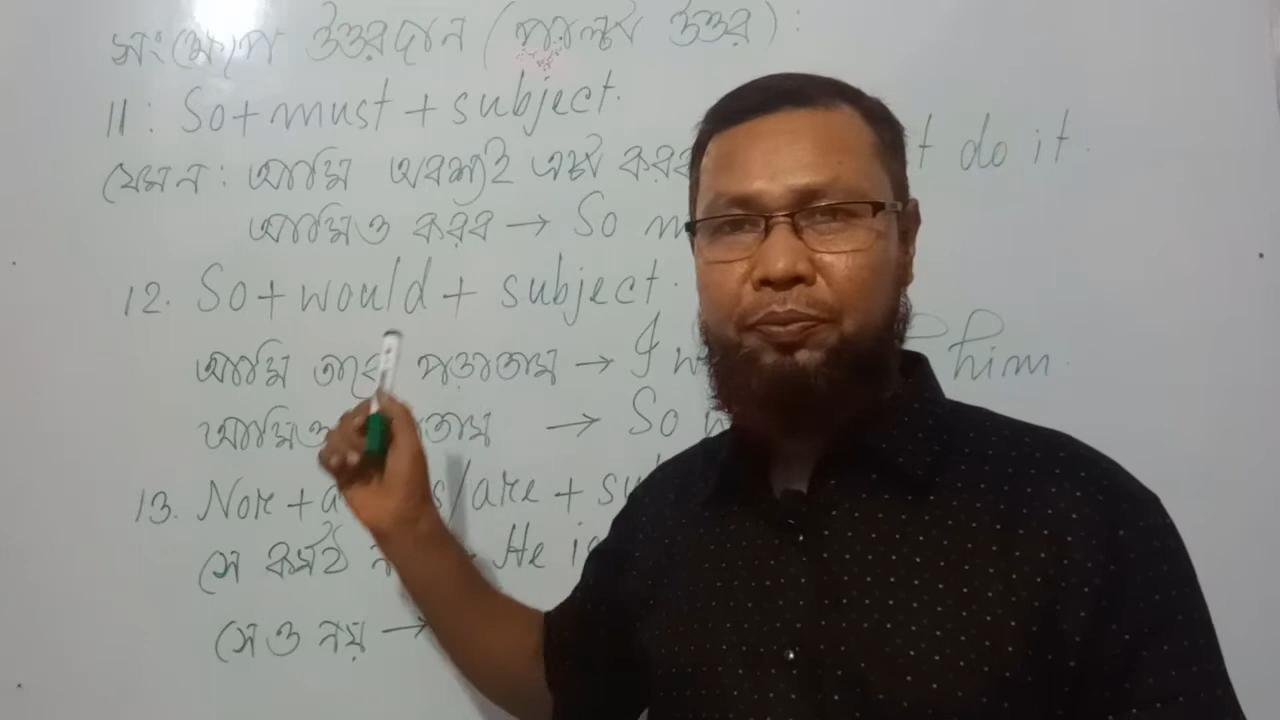 সংক্ষেপে উত্তরদান ( উত্তর ) :
11 : So + must + subject.
যেমন : আমি অবশ্যই এটা করব t do it.
আমিও করব → So m
12. So + would + subject.
আমি তাকে পড়াতাম → I w him.
আমিও তাম → So
13. Nor + a s/are + su
সে কর্মঠ ন He is
সেও নয় →